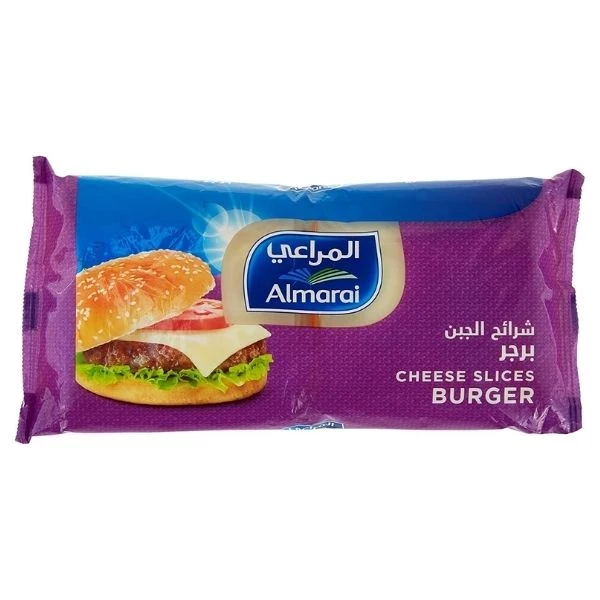 المراعي
Almarai
شرائح الجبن
برجر
CHEESE SLICES
BURGER